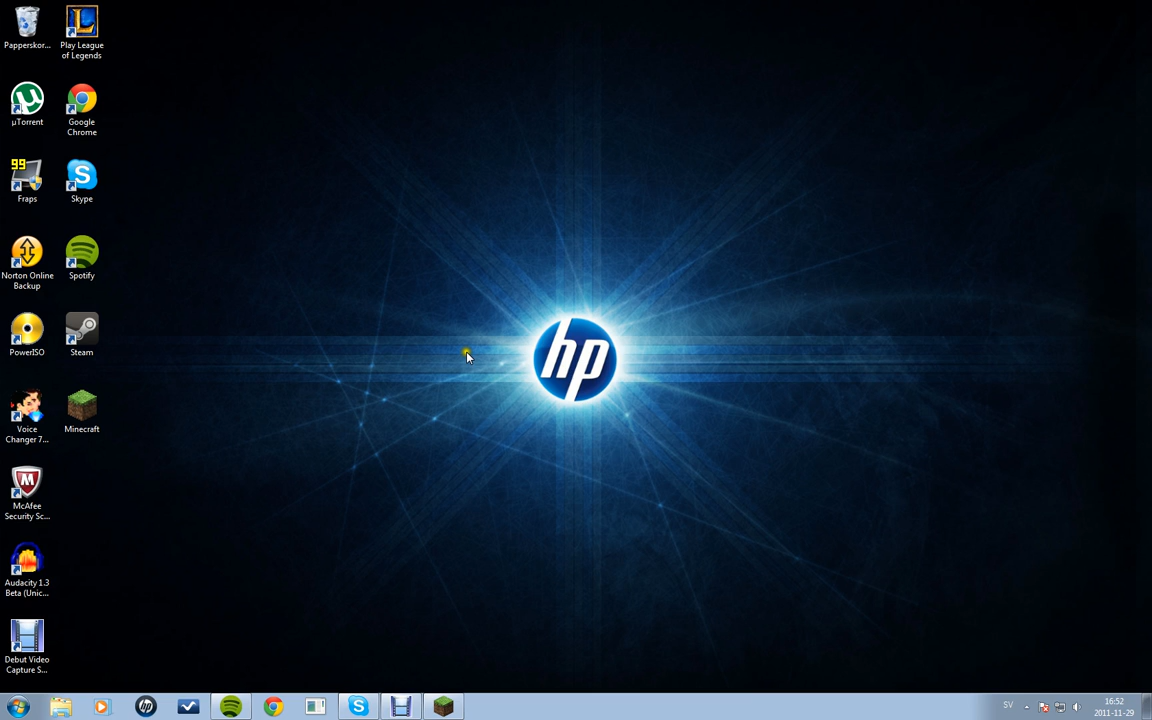 Papperskor...
Play League
of Legends
µTorrent
Google
Chrome
99
Fraps
Skype
Norton Online
Backup
Spotify
PowerISO
Steam
Voice
Changer 7...
Minecraft
McAfee
Security Sc...
Audacity 1.3
Beta (Unic...
Debut Video
Capture S...
hp
SV
16:52
2011-11-29